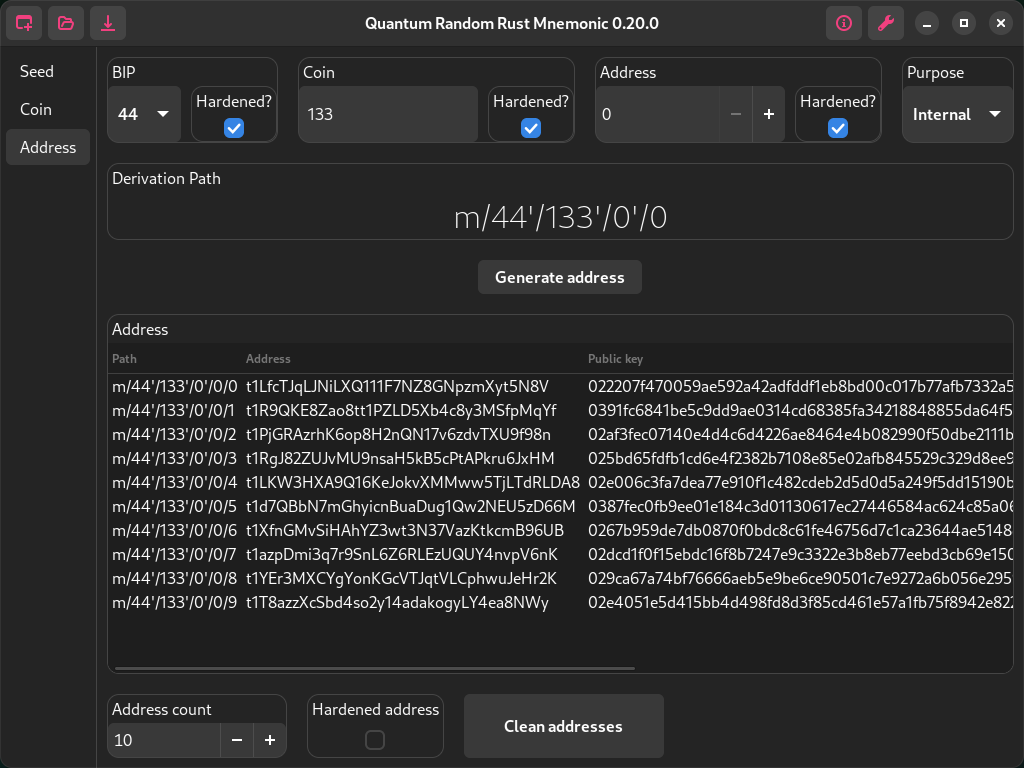 Quantum Random Rust Mnemonic 0.20.0
Seed
Coin
Address
BIP
44
Hardened?
Coin
133
Hardened?
Address
0
Hardened?
Purpose
Internal
Derivation Path
m/44'/133'/0'/0
Generate address
Address
Path Address Public key
m/44'/133'/0'/0/0 t1LfcTJqLJNiLXQ111F7NZ8GNpzmXyt5N8V 022207f470059ae592a42adfddf1eb8bd00c017b77afb7332a5
m/44'/133'/0'/0/1 t1R9QKE8Zao8tt1PZLD5Xb4c8y3MSfpMqYf 0391fc6841be5c9dd9ae0314cd68385fa34218848855da64f5
m/44'/133'/0'/0/2 t1PjGRAzrhK6op8H2nQN17v6zdvTXU9f98n 02af3fec07140e4d4c6d4226ae8464e4b082990f50dbe2111b
m/44'/133'/0'/0/3 t1RgJ82ZUJvMU9nsaH5kB5cPtAPkru6JxHM 025bd65fdfb1cd6e4f2382b7108e85e02afb845529c329d8ee9
m/44'/133'/0'/0/4 t1LKW3HXA9Q16KeJokvXMMww5TjLTdRLDA8 02e006c3fa7dea77e910f1c482cdeb2d5d0d5a249f5dd15190b
m/44'/133'/0'/0/5 t1d7QBbN7mGhyicnBuaDug1Qw2NEU5zD66M 0387fec0fb9ee01e184c3d01130617ec27446584ac624c85a06
m/44'/133'/0'/0/6 t1XfnGMvSiHAhYZ3wt3N37VazKtkcmB96UB 0267b959de7db0870f0bdc8c61fe46756d7c1ca23644ae5148
m/44'/133'/0'/0/7 t1azpDmi3q7r9SnL6Z6RLEzUQUY4nvpV6nK 02dcd1f0f15ebdc16f8b7247e9c3322e3b8eb77eebd3cb69e150
m/44'/133'/0'/0/8 t1YEr3MXCYgYonKGcVTJqtVLCphwuJeHr2K 029ca67a74bf76666aeb5e9be6ce90501c7e9272a6b056e295
m/44'/133'/0'/0/9 t1T8azzXcSbd4so2y14adakogyLY4ea8NWy 02e4051e5d415bb4d498fd8d3f85cd461e57a1fb75f8942e822
Address count
10
Hardened address
Clean addresses